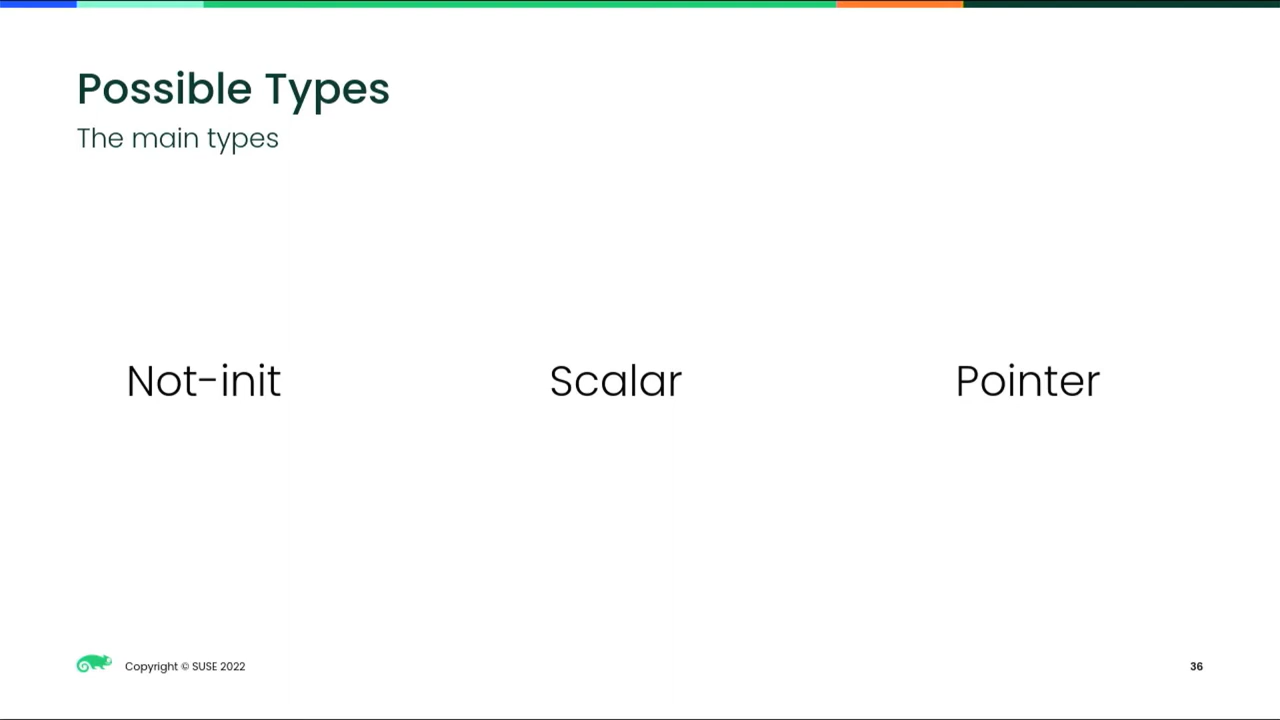 Possible Types
The main types
Not-init Scalar Pointer
Copyright © SUSE 2022
36